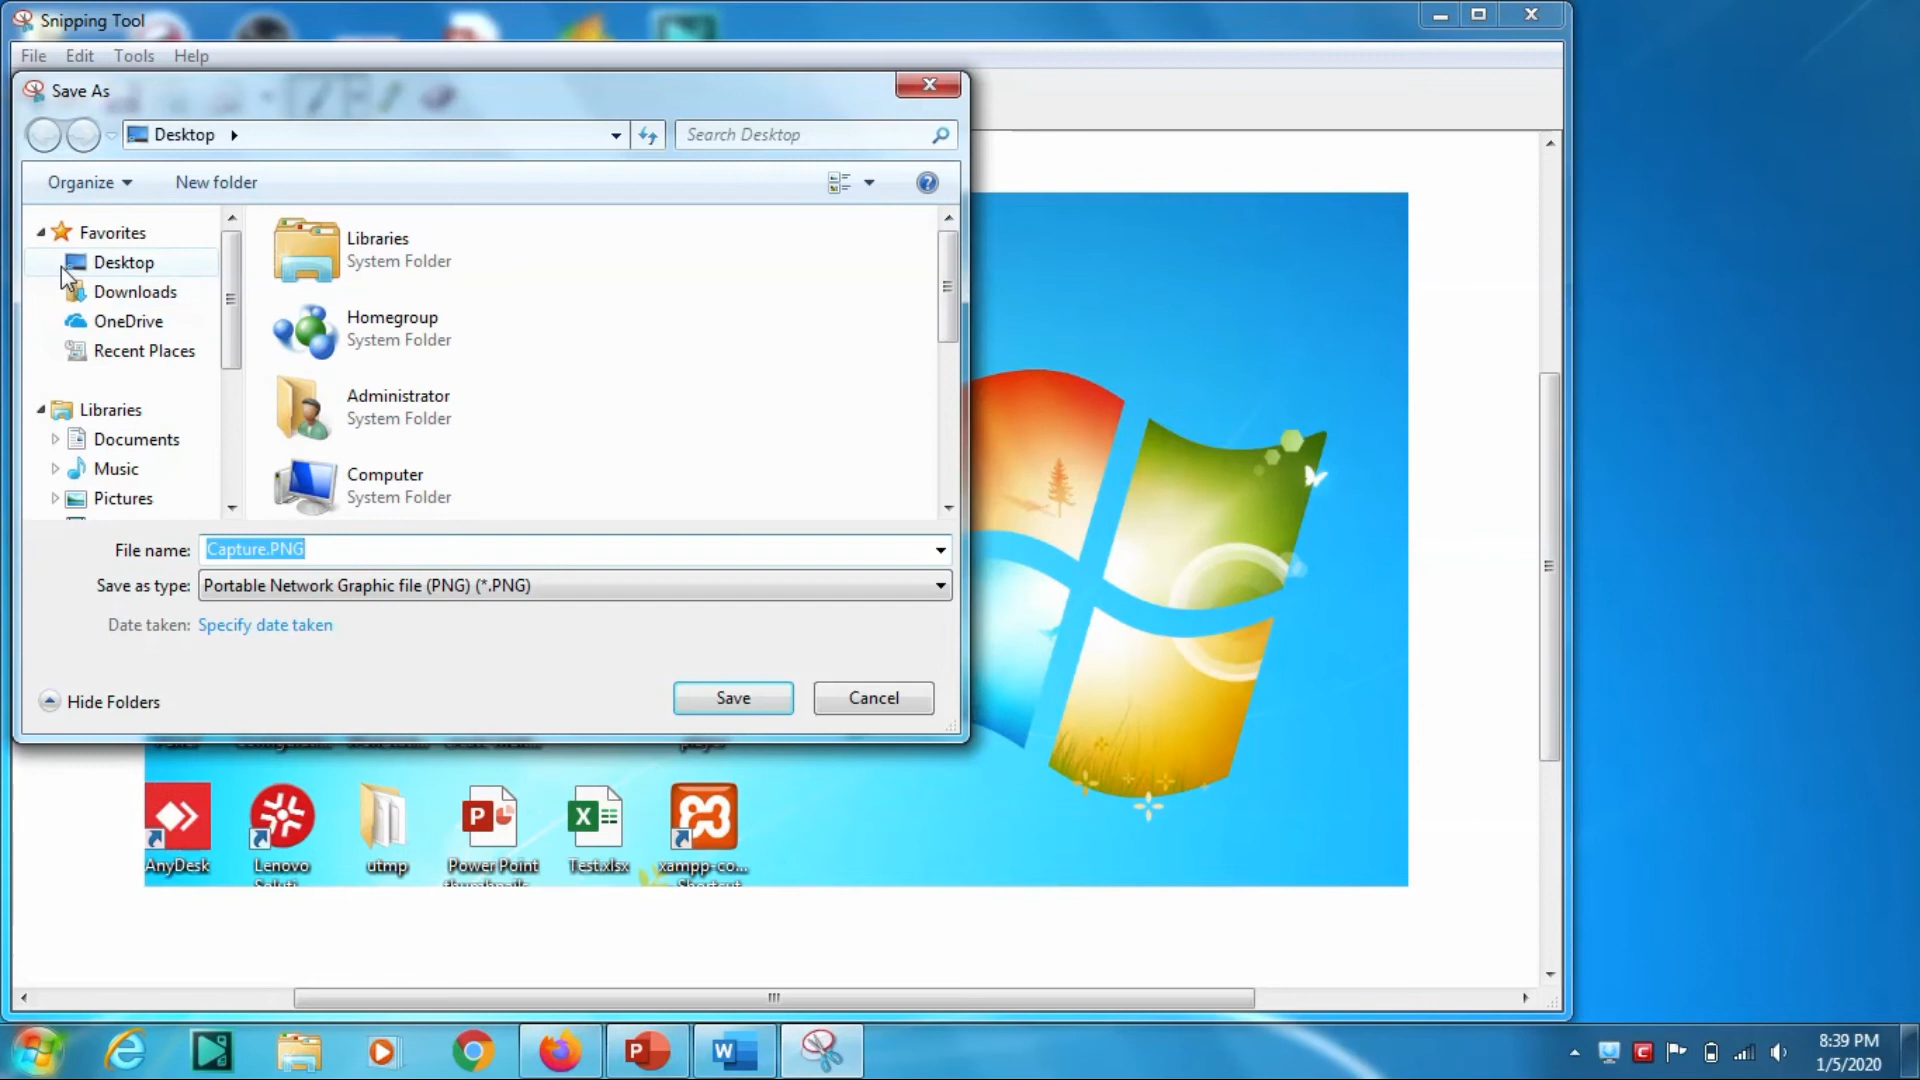 Snipping Tool
File Edit Tools Help
Save As
Desktop
Search Desktop
Organize New folder
Favorites
Desktop
Downloads
OneDrive
Recent Places
Libraries
Documents
Music
Pictures
Libraries
System Folder
Homegroup
System Folder
Administrator
System Folder
Computer
System Folder
File name: Capture.PNG
Save as type: Portable Network Graphic file (PNG) (*.PNG)
Date taken: Specify date taken
Hide Folders
Save
Cancel
AnyDesk Lenovo utmp Power Point Test.xlsx xampp-co...
8:39 PM
1/5/2020